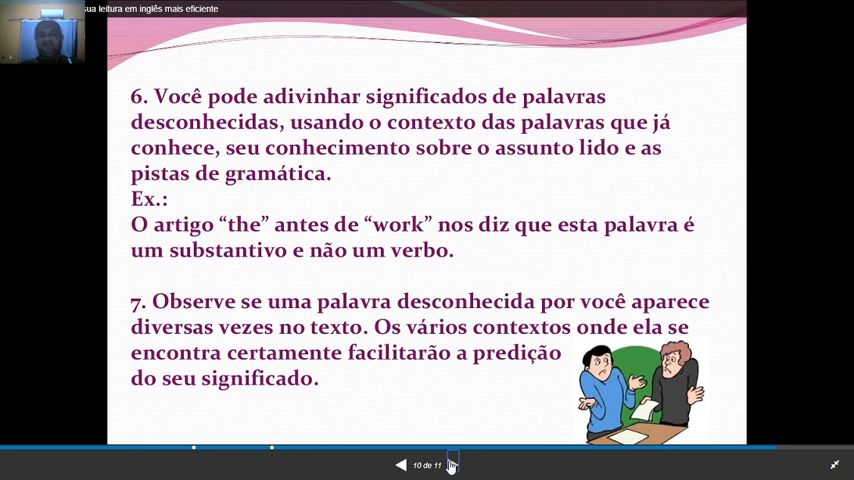 sua leitura em inglês mais eficiente
6. Você pode adivinhar significados de palavras
desconhecidas, usando o contexto das palavras que já
conhece, seu conhecimento sobre o assunto lido e as
pistas de gramática.
Ex.:
O artigo “the” antes de “work” nos diz que esta palavra é
um substantivo e não um verbo.
7. Observe se uma palavra desconhecida por você aparece
diversas vezes no texto. Os vários contextos onde ela se
encontra certamente facilitarão a predição
do seu significado.
10 de 11